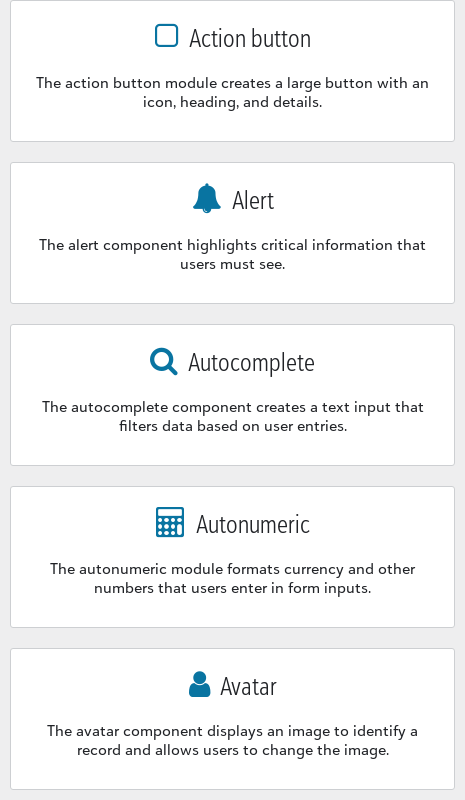 Action button
The action button module creates a large button with an
icon, heading, and details.
Alert
The alert component highlights critical information that
users must see.
Autocomplete
The autocomplete component creates a text input that
filters data based on user entries.
Autonumeric
The autonumeric module formats currency and other
numbers that users enter in form inputs.
Avatar
The avatar component displays an image to identify a
record and allows users to change the image.